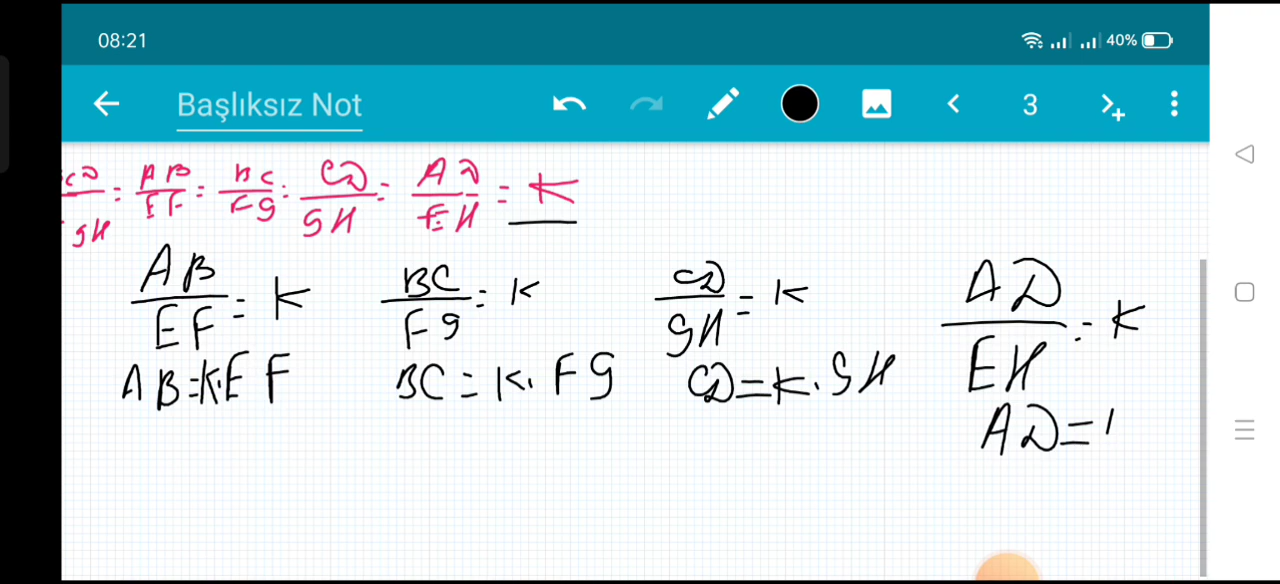 08:21 40%
Başlıksız Not 3
CD/GH = AB/EF = BC/FG = CD/GH = AD/EH = K
AB/EF = K BC/FG = K CD/GH = K AD/EH = K
AB = K.EF BC = K. FG CD = K. GH
AD =